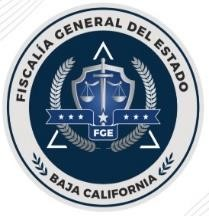 FISCALÍA GENERAL DEL ESTADO
FGE
BAJA CALIFORNIA